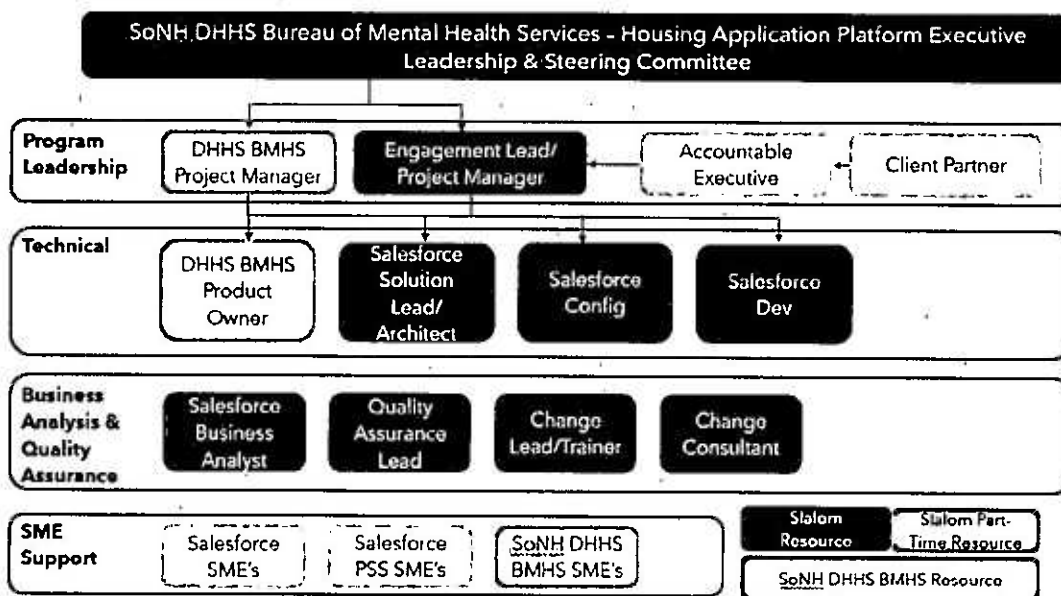 SoNH DHHS Bureau of Mental Health Services - Housing Application Platform Executive
Leadership & Steering Committee
Program
Leadership
DHHS BMHS
Project Manager
Engagement Lead/
Project Manager
Accountable
Executive
Client Partner
Technical
DHHS BMHS
Product
Owner
Salesforce
Solution
Lead/
Architect
Salesforce
Config
Salesforce
Dev
Business
Analysis &
Quality
Assurance
Salesforce
Business
Analyst
Quality
Assurance
Lead
Change
Lead/Trainer
Change
Consultant
SME
Support
Salesforce
SME's
Salesforce
PSS SME's
SoNH DHHS
BMHS SME's
Slalom
Resource
Slalom Part-
Time Resource
SoNH DHHS BMHS Resource